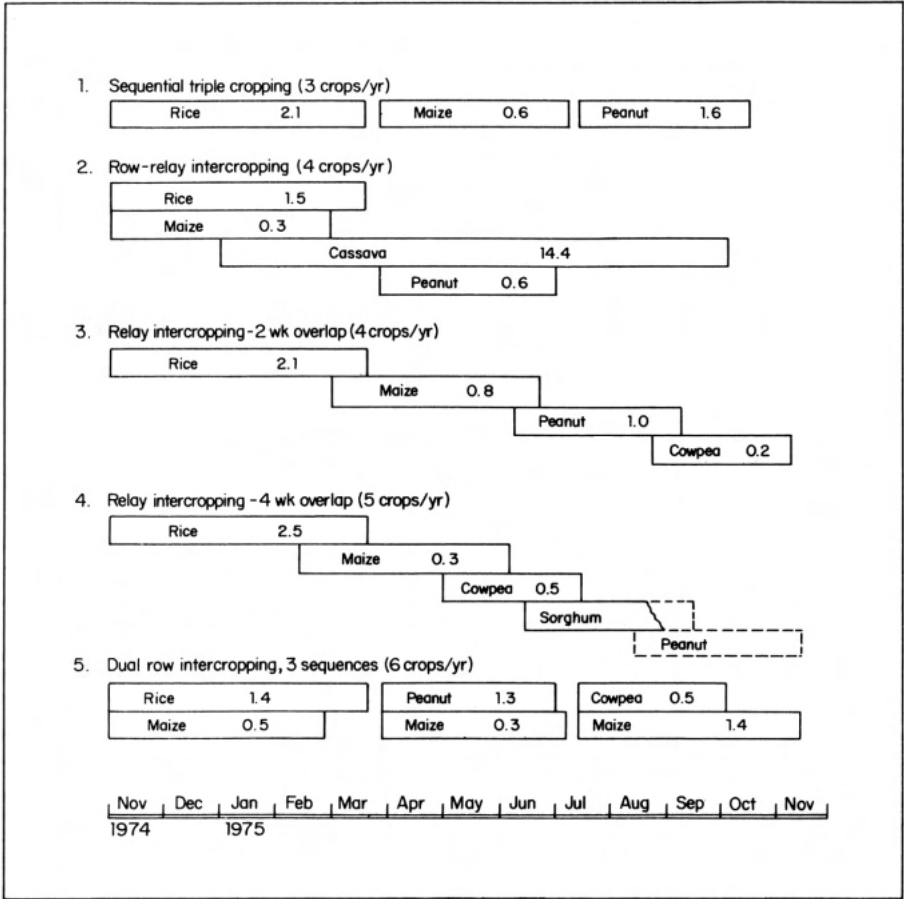 1. Sequential triple cropping (3 crops/yr)
Rice 2.1 Maize 0.6 Peanut 1.6
2. Row-relay intercropping (4 crops/yr)
Rice 1.5
Maize 0.3
Cassava 14.4
Peanut 0.6
3. Relay intercropping - 2 wk overlap (4 crops/yr)
Rice 2.1
Maize 0.8
Peanut 1.0
Cowpea 0.2
4. Relay intercropping - 4 wk overlap (5 crops/yr)
Rice 2.5
Maize 0.3
Cowpea 0.5
Sorghum
Peanut
5. Dual row intercropping, 3 sequences (6 crops/yr)
Rice 1.4 Peanut 1.3 Cowpea 0.5
Maize 0.5 Maize 0.3 Maize 1.4
Nov Dec Jan Feb Mar Apr May Jun Jul Aug Sep Oct Nov
1974 1975